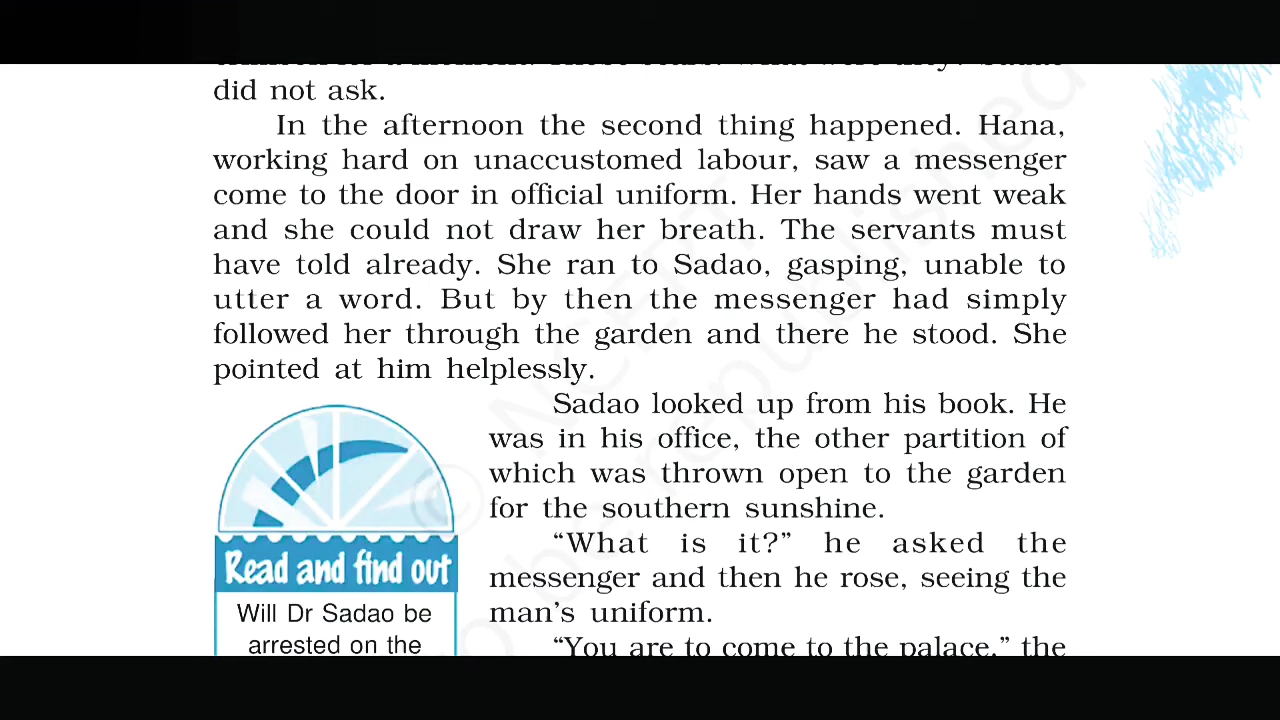 did not ask.
In the afternoon the second thing happened. Hana,
working hard on unaccustomed labour, saw a messenger
come to the door in official uniform. Her hands went weak
and she could not draw her breath. The servants must
have told already. She ran to Sadao, gasping, unable to
utter a word. But by then the messenger had simply
followed her through the garden and there he stood. She
pointed at him helplessly.
Sadao looked up from his book. He
was in his office, the other partition of
which was thrown open to the garden
for the southern sunshine.
“What is it?” he asked the
messenger and then he rose, seeing the
man’s uniform.
“You are to come to the palace,” the
Read and find out
Will Dr Sadao be
arrested on the
© NCERT
to be republished